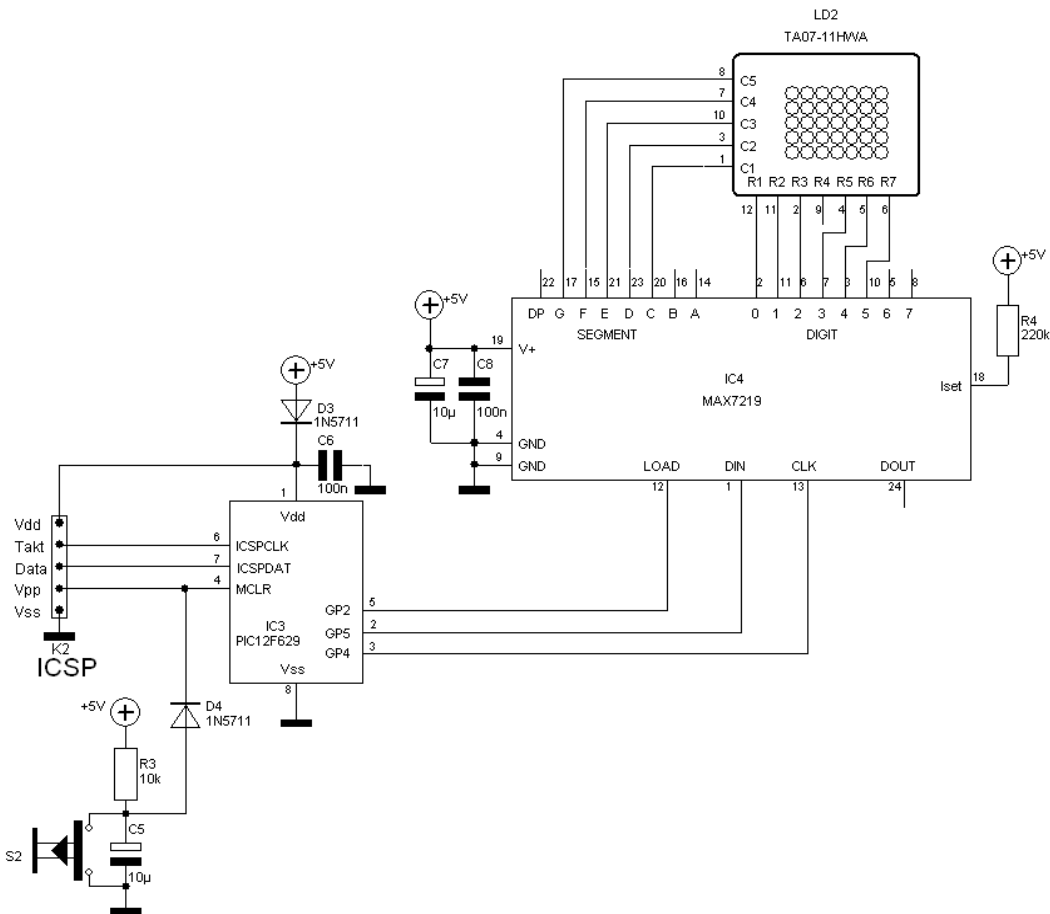 LD2
TA07-11HWA
8 C5
7 C4
10 C3
3 C2
1 C1
R1 R2 R3 R4 R5 R6 R7
12 11 2 9 4 5 6
+5V
R4
220k
+5V
22 17 15 21 23 20 16 14 2 11 6 7 3 10 5 8
DP G F E D C B A 0 1 2 3 4 5 6 7
SEGMENT DIGIT
19 V+
C7 C8
10µ 100n
IC4
MAX7219
Iset 18
4 GND
9 GND
LOAD DIN CLK DOUT
12 1 13 24
+5V
D3
1N5711
C6
100n
1
Vdd
Vdd
Takt
Data
Vpp
Vss
K2
ICSP
6 ICSPCLK
7 ICSPDAT
4 MCLR
IC3
PIC12F629
GP2 5
GP5 2
GP4 3
Vss
8
+5V
D4
1N5711
R3
10k
C5
10µ
S2